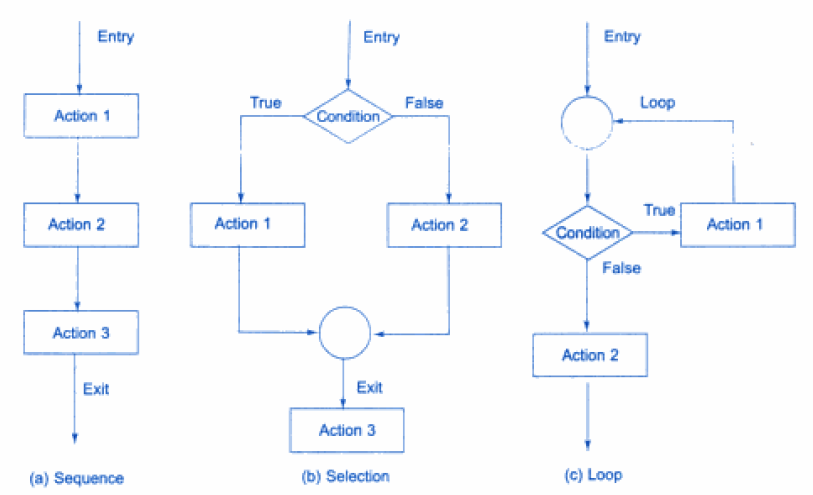 Entry
Action 1
Action 2
Action 3
Exit
(a) Sequence
Entry
True
False
Condition
Action 1
Action 2
Exit
Action 3
(b) Selection
Entry
Loop
Condition
True
Action 1
False
Action 2
(c) Loop